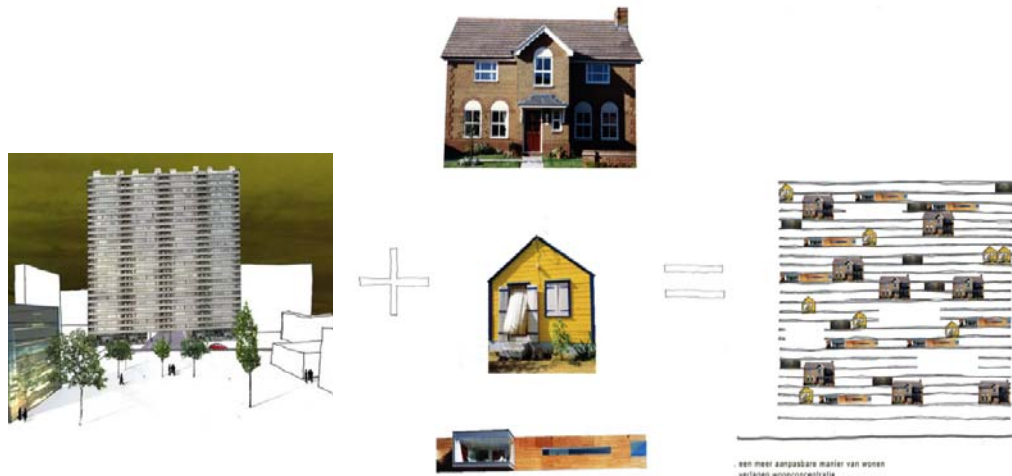 . een meer aanpasbare manier van wonen
verlagen woonconcentratie